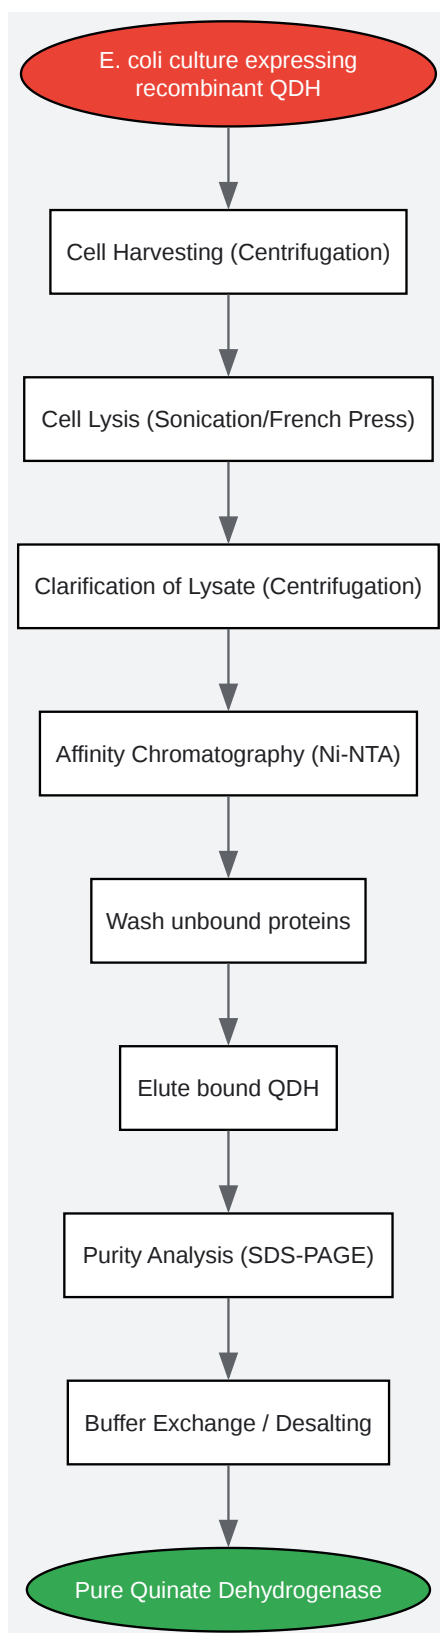 E. coli culture expressing
recombinant QDH
Cell Harvesting (Centrifugation)
Cell Lysis (Sonication/French Press)
Clarification of Lysate (Centrifugation)
Affinity Chromatography (Ni-NTA)
Wash unbound proteins
Elute bound QDH
Purity Analysis (SDS-PAGE)
Buffer Exchange / Desalting
Pure Quinate Dehydrogenase